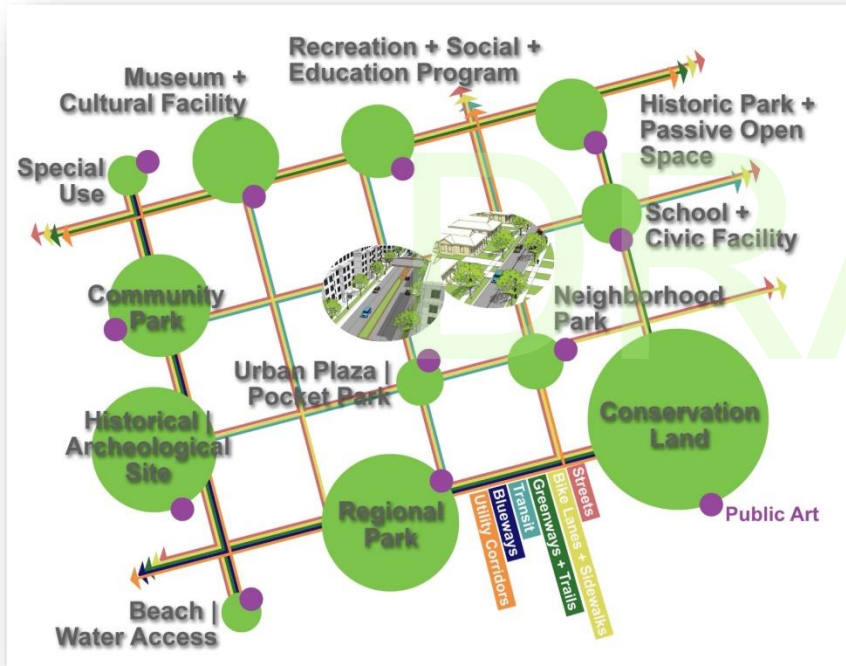 Recreation + Social +
Education Program
Museum +
Cultural Facility
Historic Park +
Passive Open
Space
Special
Use
School +
Civic Facility
Community
Park
Neighborhood
Park
Urban Plaza |
Pocket Park
Historical |
Archeological
Site
Conservation
Land
Regional
Park
Public Art
Beach |
Water Access
Utility Corridors
Blueways
Transit
Greenways + Trails
Bike Lanes + Sidewalks
Streets
DRA